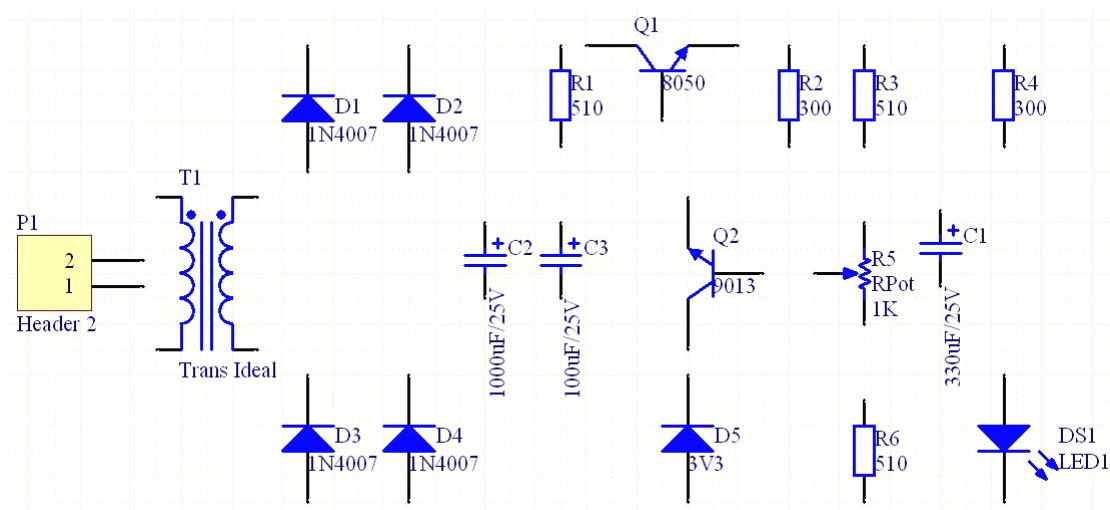 Q1
D1
1N4007
D2
1N4007
R1
510
8050
R2
300
R3
510
R4
300
T1
P1
2
1
Header 2
Trans Ideal
C2
1000uF/25V
C3
100uF/25V
Q2
9013
R5
RPot
1K
C1
330uF/25V
D3
1N4007
D4
1N4007
D5
3V3
R6
510
DS1
LED1